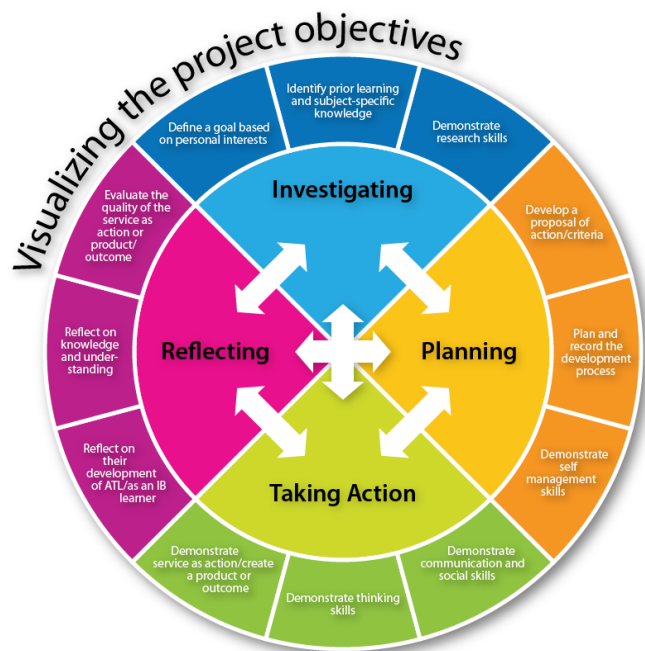 Visualizing the project objectives
Define a goal based
on personal interests
Identify prior learning
and subject-specific
knowledge
Demonstrate
research skills
Investigating
Develop a
proposal of
action/criteria
Plan and
record the
development
process
Demonstrate
self
management
skills
Planning
Demonstrate
communication and
social skills
Demonstrate thinking
skills
Demonstrate
service as action/create
a product or
outcome
Taking Action
Reflect on
their
development
of ATL/as an IB
learner
Reflect on
knowledge
and under-
standing
Evaluate the
quality of the
service as
action or
product/
outcome
Reflecting